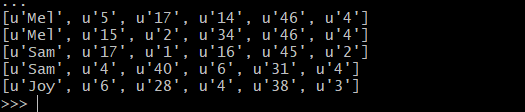 ...
[u'Mel', u'5', u'17', u'14', u'46', u'4']
[u'Mel', u'15', u'2', u'34', u'46', u'4']
[u'Sam', u'17', u'1', u'16', u'45', u'2']
[u'Sam', u'4', u'40', u'6', u'31', u'4']
[u'Joy', u'6', u'28', u'4', u'38', u'3']
>>>